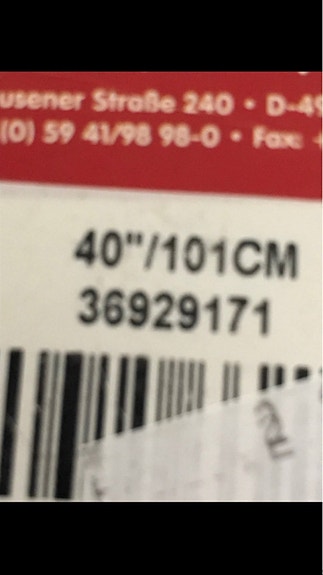 usener Straße 240 • D-49
(0) 59 41/98 98-0 • Fax: +
40"/101CM
36929171